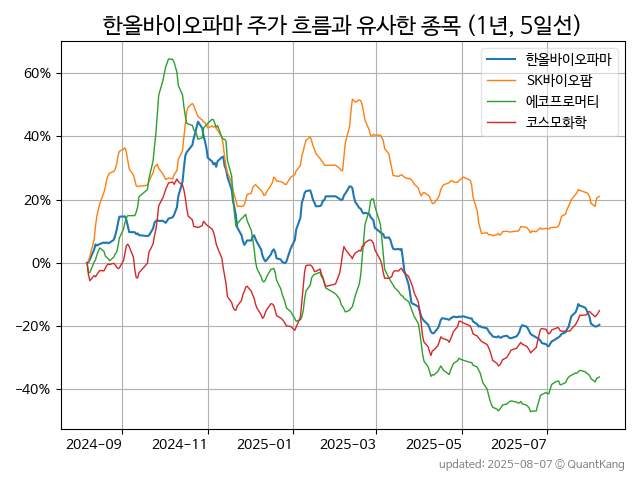 한올바이오파마 주가 흐름과 유사한 종목 (1년, 5일선)
한올바이오파마
SK바이오팜
에코프로머티
코스모화학
60%
40%
20%
0%
−20%
−40%
2024-09
2024-11
2025-01
2025-03
2025-05
2025-07
updated: 2025-08-07 © QuantKang